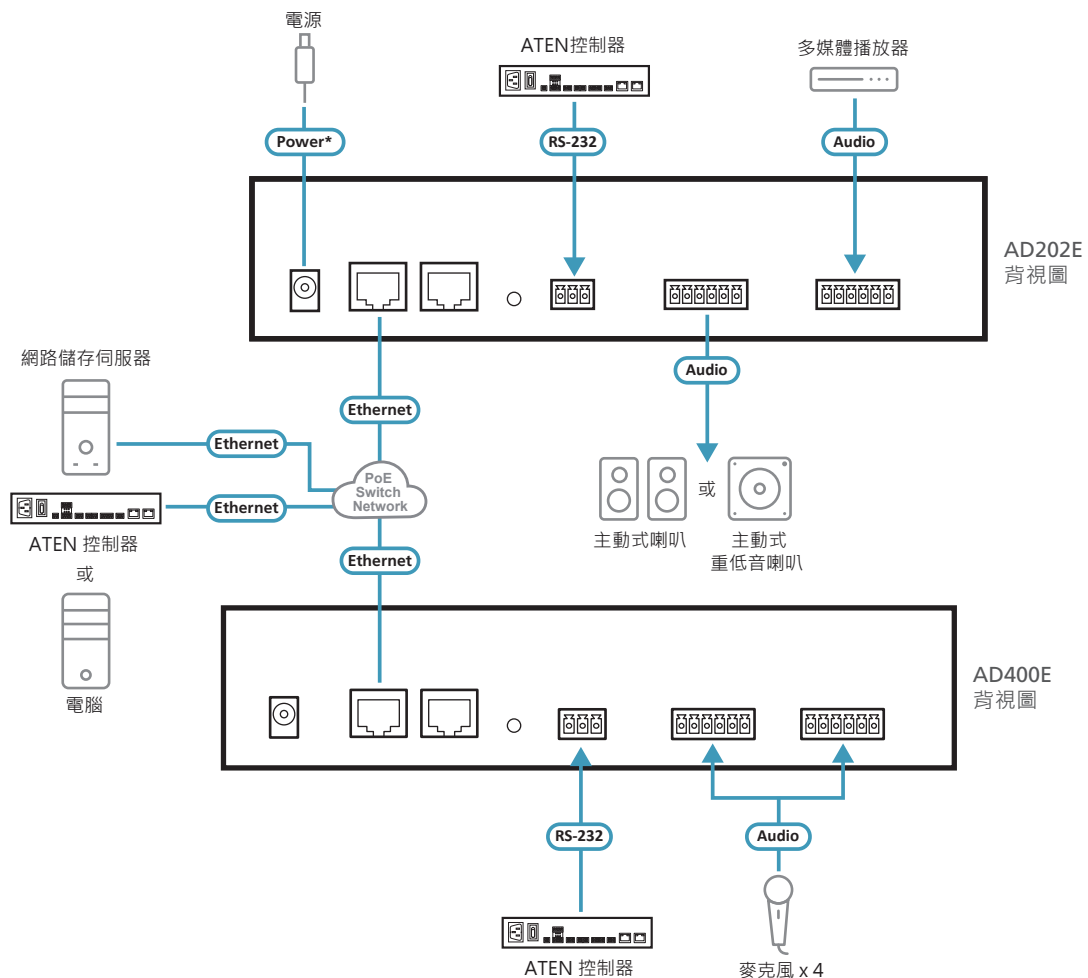 電源
ATEN控制器
多媒體播放器
Power*
RS-232
Audio
AD202E
背視圖
Audio
網路儲存伺服器
Ethernet
Ethernet
PoE
Switch
Network
Ethernet
ATEN 控制器
或
電腦
Ethernet
或
主動式喇叭
主動式
重低音喇叭
AD400E
背視圖
RS-232
Audio
ATEN 控制器
麥克風 x 4